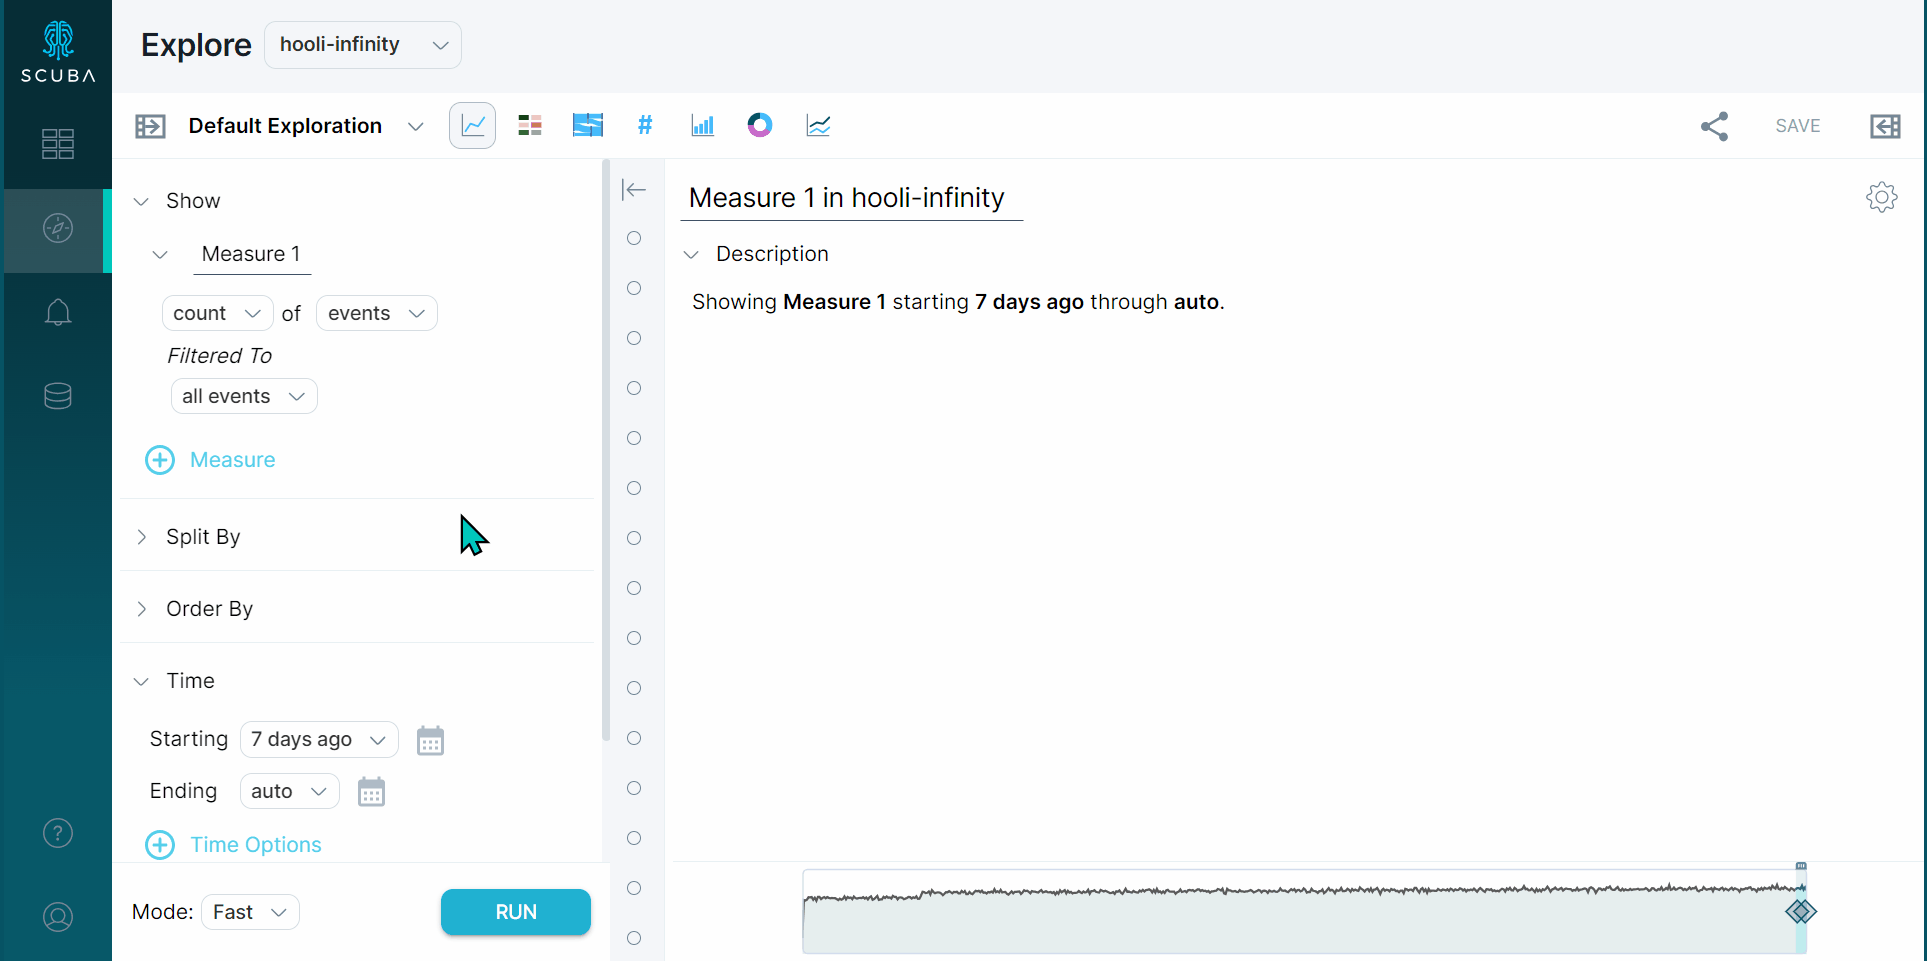 SCUBA
Explore
hooli-infinity
Default Exploration
#
SAVE
Show
Measure 1
count of events
Filtered To
all events
Measure
Split By
Order By
Time
Starting 7 days ago
Ending auto
Time Options
Mode: Fast
RUN
?
Measure 1 in hooli-infinity
Description
Showing Measure 1 starting 7 days ago through auto.